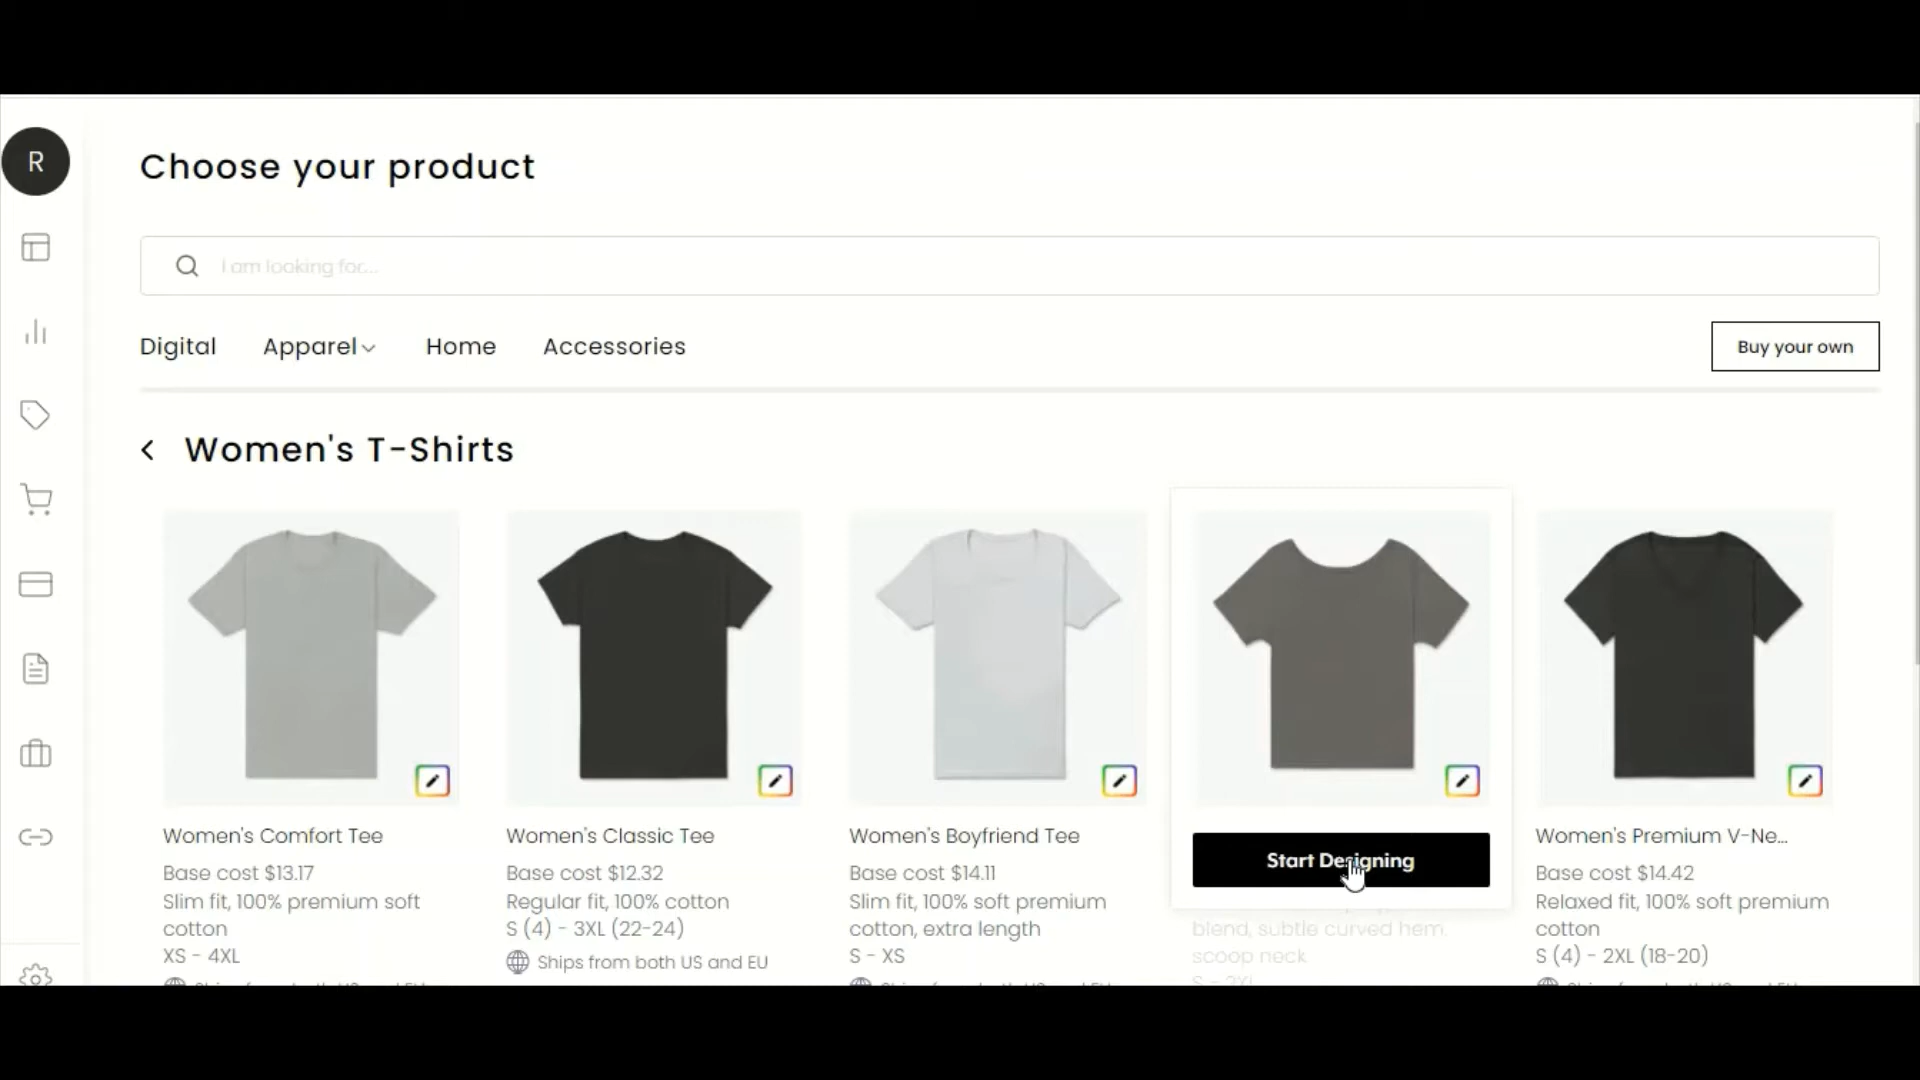 R
Choose your product
I am looking for...
Digital
Apparel
Home
Accessories
Buy your own
Women's T-Shirts
Women's Comfort Tee
Base cost $13.17
Slim fit, 100% premium soft
cotton
XS - 4XL
Women's Classic Tee
Base cost $12.32
Regular fit, 100% cotton
S (4) - 3XL (22-24)
Ships from both US and EU
Women's Boyfriend Tee
Base cost $14.11
Slim fit, 100% soft premium
cotton, extra length
S - XS
Start Designing
blend, subtle curved hem.
scoop neck
Women's Premium V-Ne...
Base cost $14.42
Relaxed fit, 100% soft premium
cotton
S (4) - 2XL (18-20)